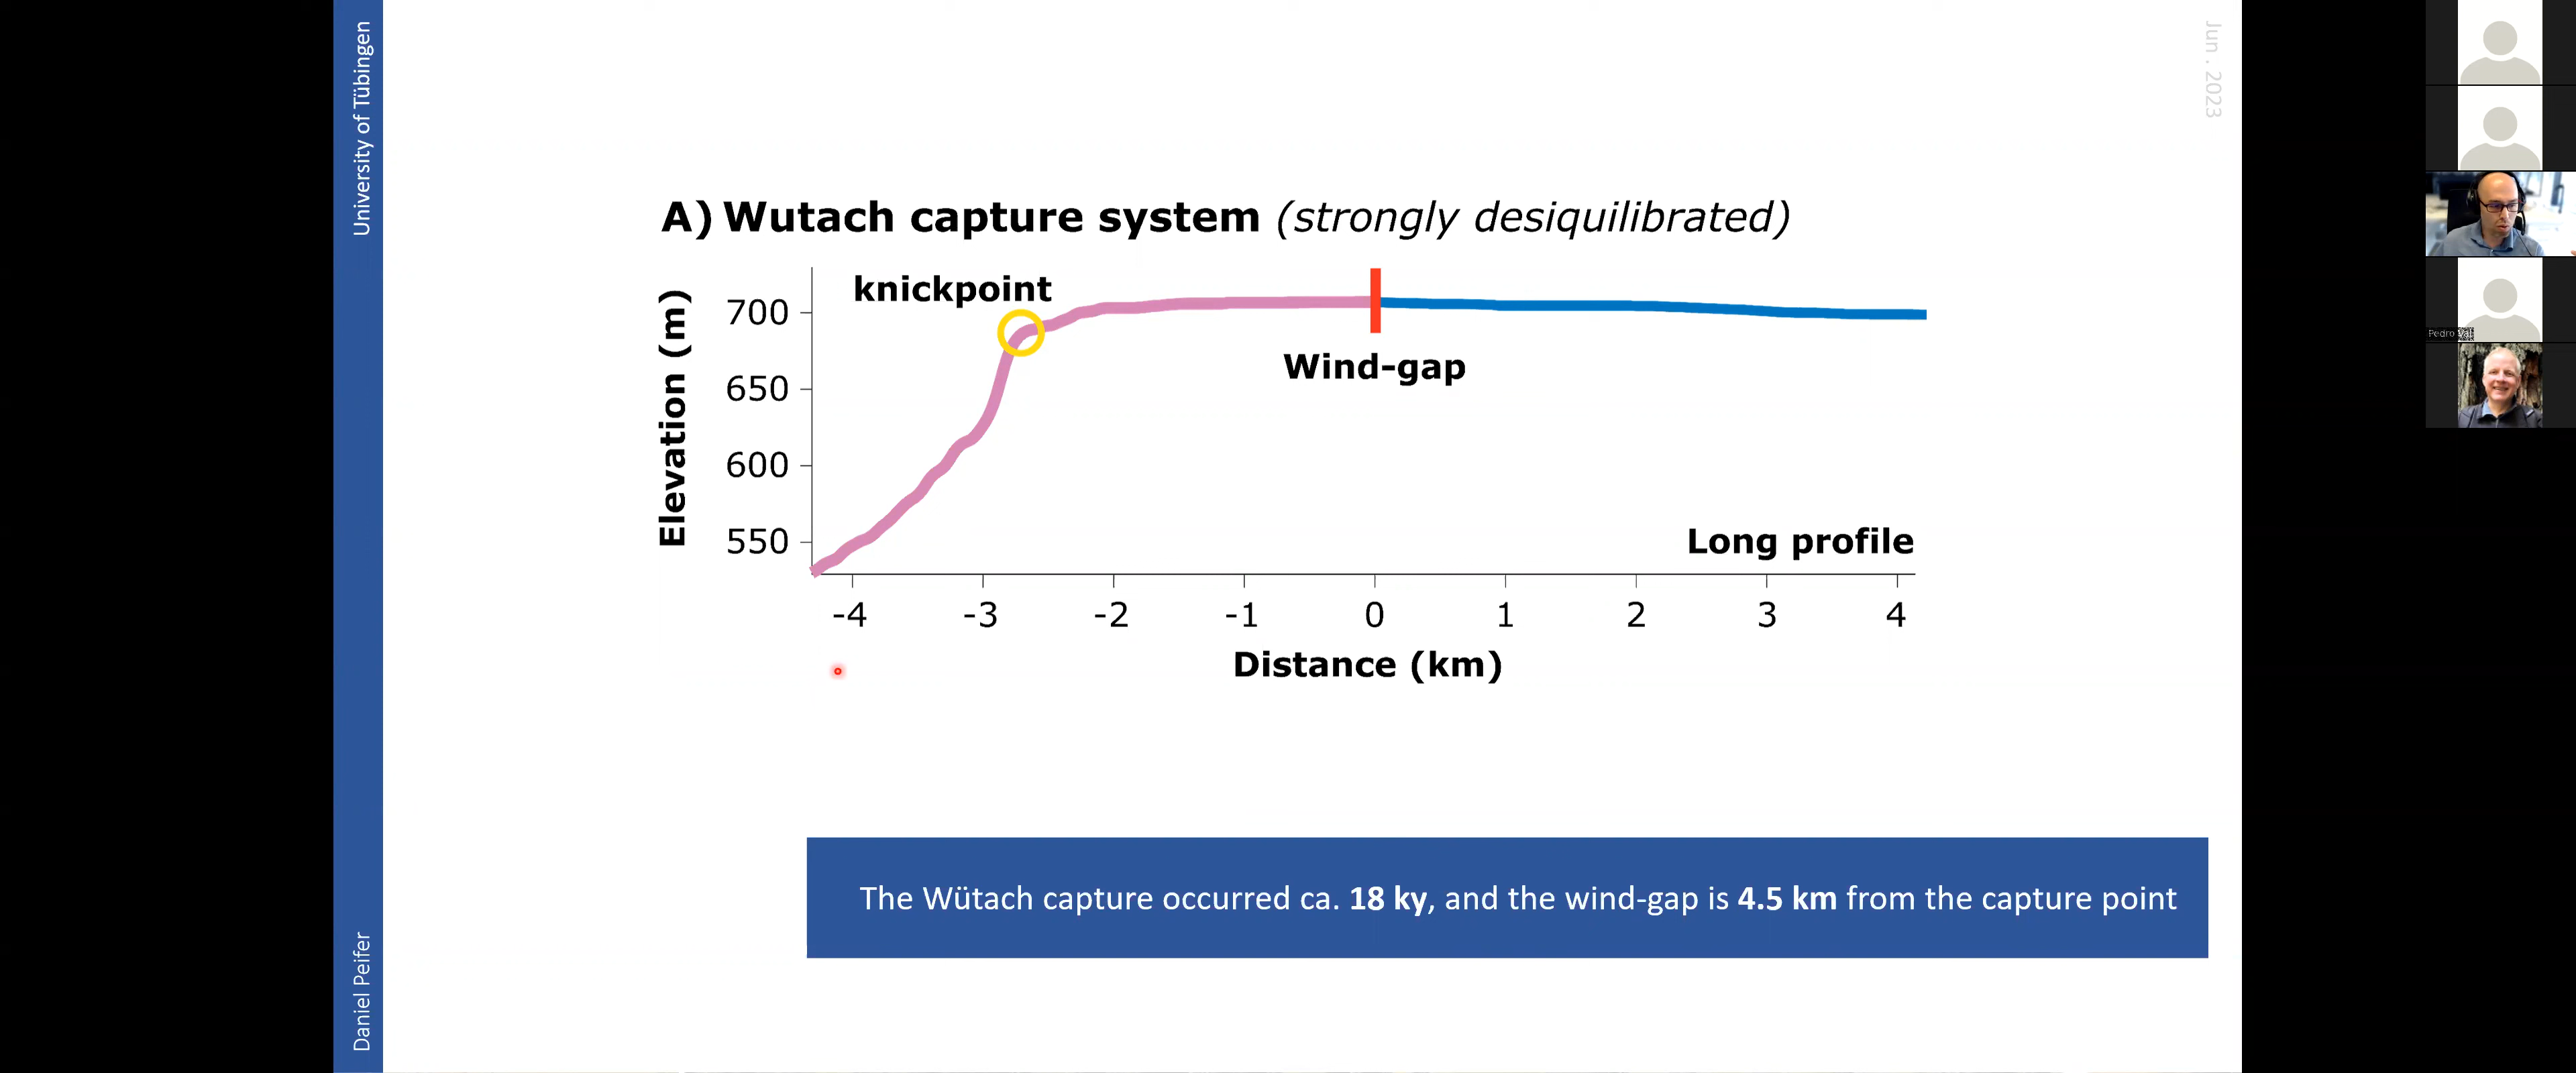 University of Tübingen
Daniel Peifer
Jun . 2023
A) Wutach capture system (strongly desiquilibrated)
knickpoint
Elevation (m)
700
650
600
550
Wind-gap
Long profile
-4 -3 -2 -1 0 1 2 3 4
Distance (km)
The Wütach capture occurred ca. 18 ky, and the wind-gap is 4.5 km from the capture point
Pedro Val